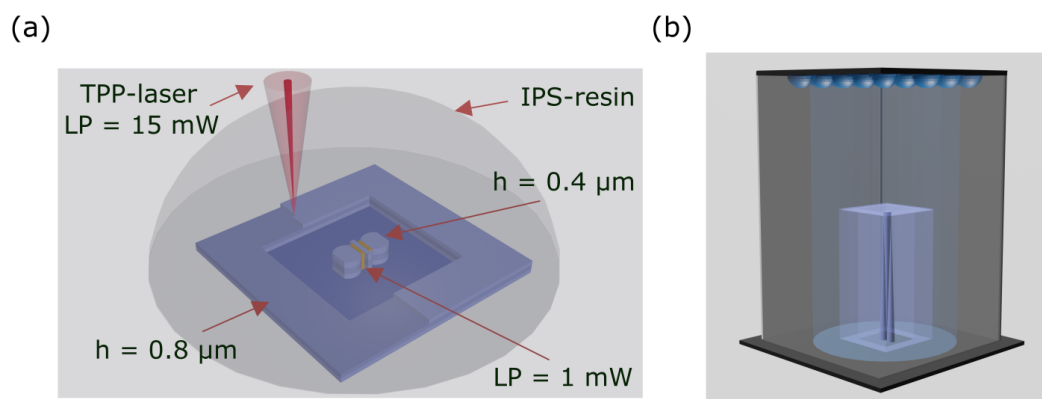 (a)
(b)
TPP-laser
LP = 15 mW
IPS-resin
h = 0.4 µm
h = 0.8 µm
LP = 1 mW